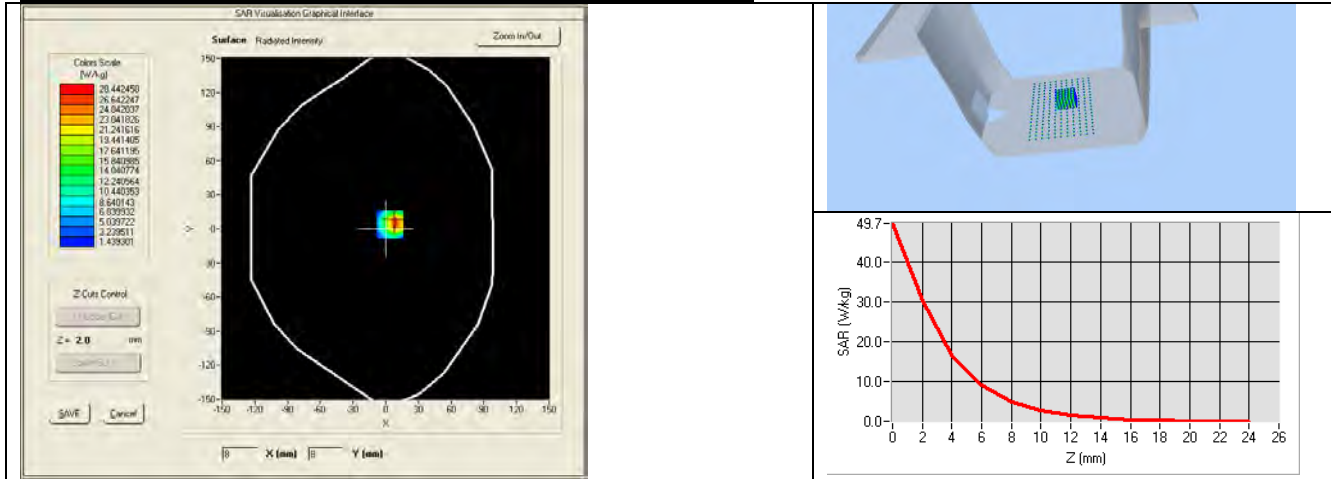 SAR Visualisation Graphical Interface
Surface Radiated Intensity
Zoom In/Out
Colors Scale
(W/kg)
28.442450
26.642247
24.842037
23.041826
21.241616
19.441405
17.641195
15.840985
14.040774
12.240564
10.440353
8.640143
6.839932
5.039722
3.239511
1.439301
Z Cuts Control
Z = 2.0 mm
SAVE
Cancel
150
120
90
60
30
0
-30
-60
-90
-120
-150
Y
-150 -120 -90 -60 -30 0 30 60 90 120 150
X
8 X (mm) 8 Y (mm)
49.7
40.0
30.0
20.0
10.0
0.0
SAR (W/kg)
0 2 4 6 8 10 12 14 16 18 20 22 24 26
Z (mm)